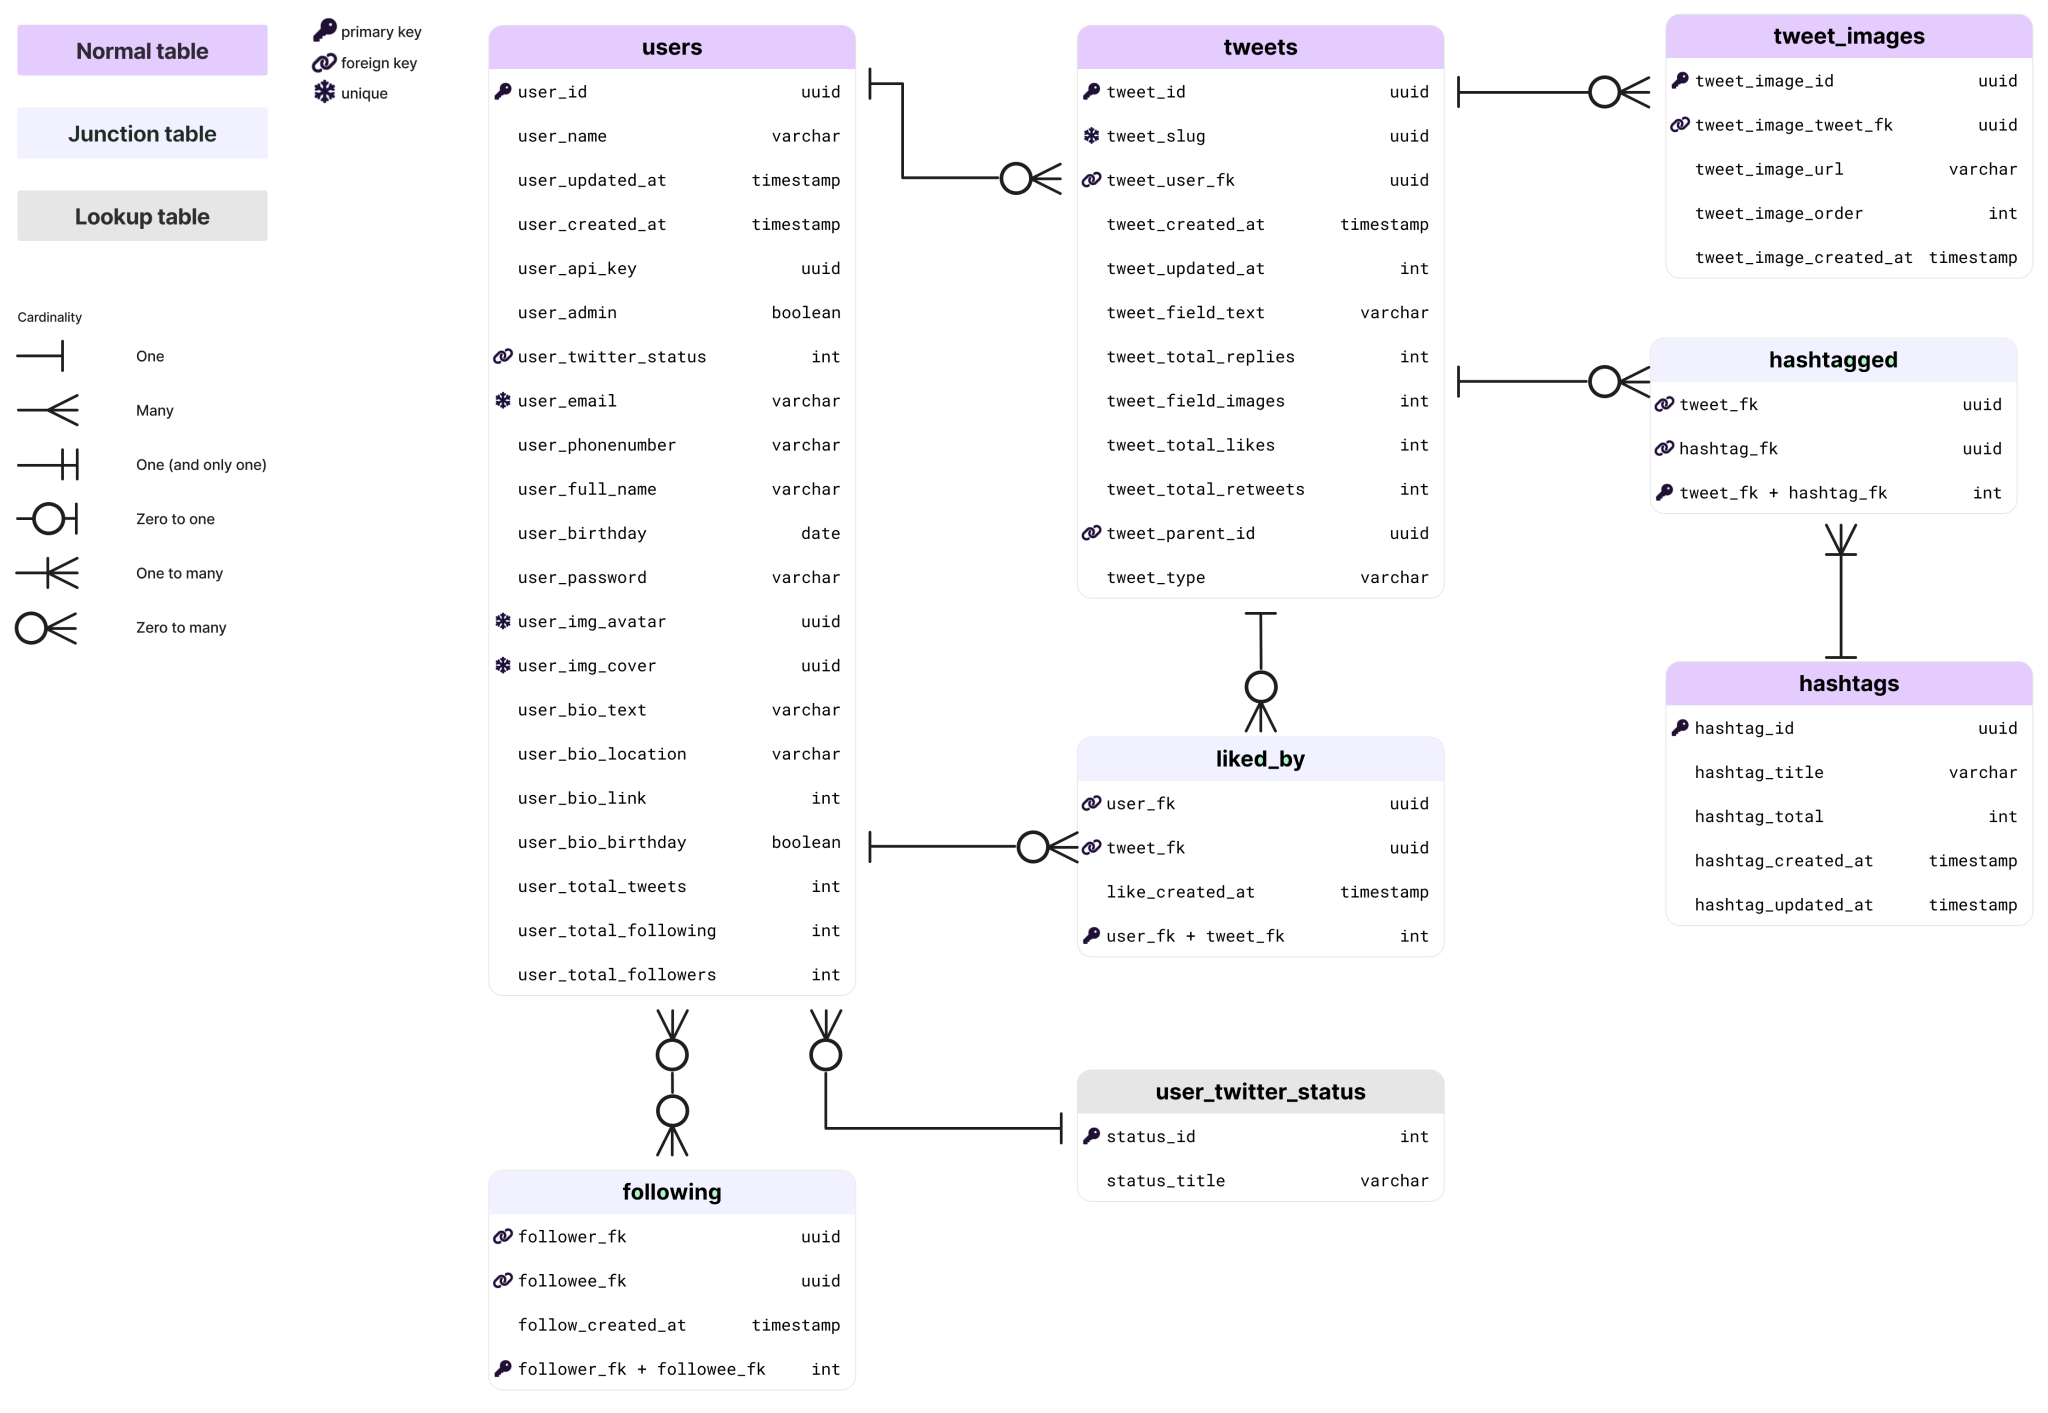 Normal table
Junction table
Lookup table
primary key
foreign key
unique
Cardinality
One
Many
One (and only one)
Zero to one
One to many
Zero to many
users
user_id uuid
user_name varchar
user_updated_at timestamp
user_created_at timestamp
user_api_key uuid
user_admin boolean
user_twitter_status int
user_email varchar
user_phonenumber varchar
user_full_name varchar
user_birthday date
user_password varchar
user_img_avatar uuid
user_img_cover uuid
user_bio_text varchar
user_bio_location varchar
user_bio_link int
user_bio_birthday boolean
user_total_tweets int
user_total_following int
user_total_followers int
following
follower_fk uuid
followee_fk uuid
follow_created_at timestamp
follower_fk + followee_fk int
tweets
tweet_id uuid
tweet_slug uuid
tweet_user_fk uuid
tweet_created_at timestamp
tweet_updated_at int
tweet_field_text varchar
tweet_total_replies int
tweet_field_images int
tweet_total_likes int
tweet_total_retweets int
tweet_parent_id uuid
tweet_type varchar
liked_by
user_fk uuid
tweet_fk uuid
like_created_at timestamp
user_fk + tweet_fk int
user_twitter_status
status_id int
status_title varchar
tweet_images
tweet_image_id uuid
tweet_image_tweet_fk uuid
tweet_image_url varchar
tweet_image_order int
tweet_image_created_at timestamp
hashtagged
tweet_fk uuid
hashtag_fk uuid
tweet_fk + hashtag_fk int
hashtags
hashtag_id uuid
hashtag_title varchar
hashtag_total int
hashtag_created_at timestamp
hashtag_updated_at timestamp